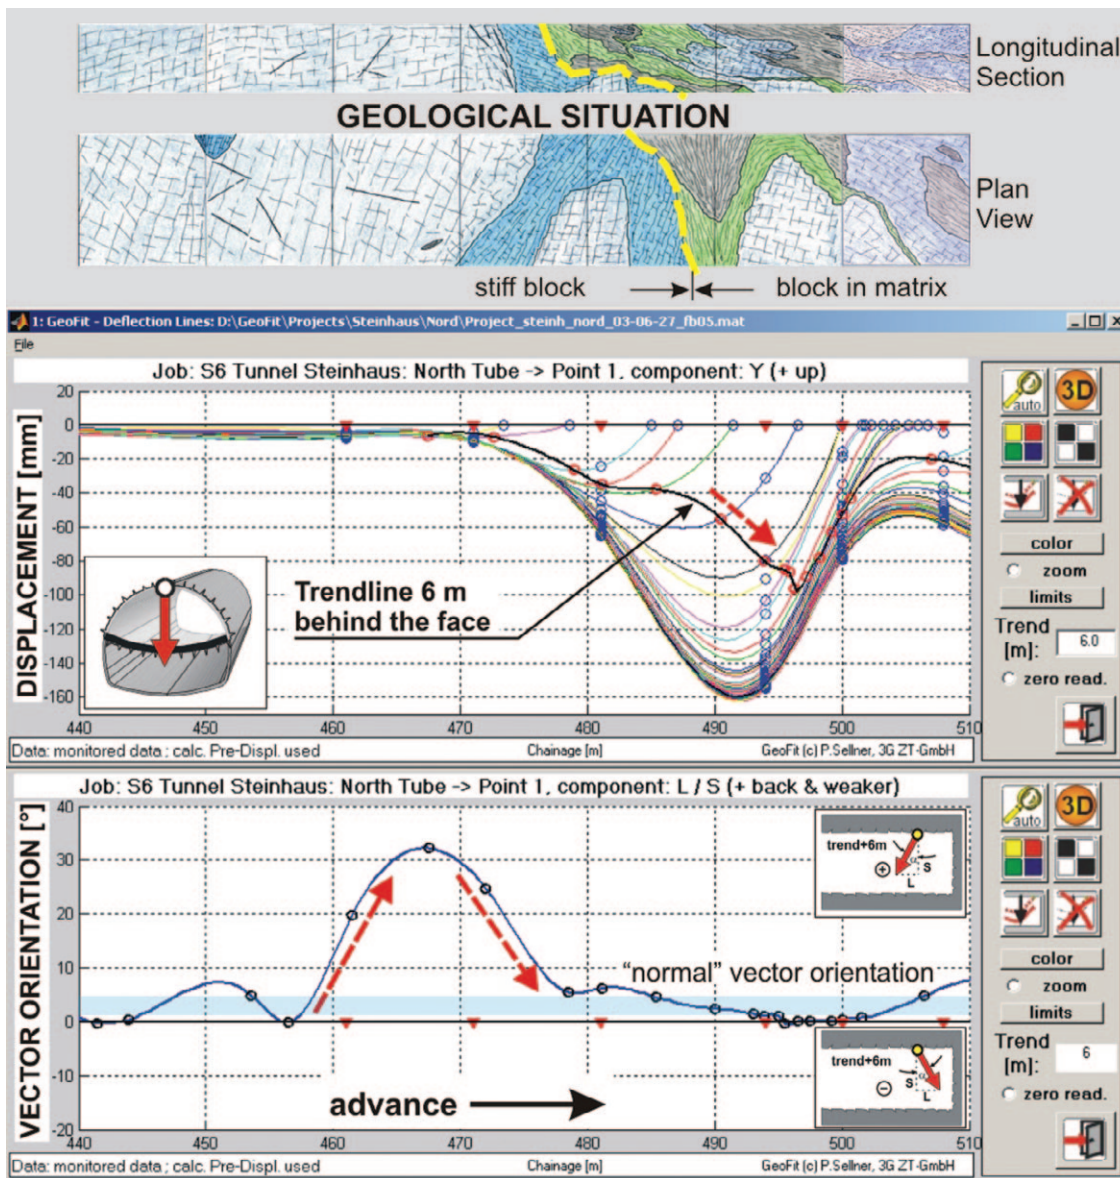 Longitudinal
Section
GEOLOGICAL SITUATION
Plan
View
stiff block
block in matrix
1: GeoFit - Deflection Lines: D:\GeoFit\Projects\Steinhaus\Nord\Project_steinh_nord_03-06-27_fb05.mat
File
Job: S6 Tunnel Steinhaus: North Tube -> Point 1, component: Y (+ up)
DISPLACEMENT [mm]
20
0
-20
-40
-60
-80
-100
-120
-140
-160
Trendline 6 m
behind the face
440 450 460 470 480 490 500 510
Data: monitored data ; calc. Pre-Displ. used
Chainage [m]
GeoFit (c) P.Sellner, 3G ZT-GmbH
auto
3D
color
zoom
limits
Trend
[m]:
6.0
zero read.
Job: S6 Tunnel Steinhaus: North Tube -> Point 1, component: L / S (+ back & weaker)
VECTOR ORIENTATION [°]
40
30
20
10
0
-10
-20
trend+6m
α
S
L
+
"normal" vector orientation
trend+6m
α
S
L
−
advance
440 450 460 470 480 490 500 510
Data: monitored data ; calc. Pre-Displ. used
Chainage [m]
GeoFit (c) P.Sellner, 3G ZT-GmbH
auto
3D
color
zoom
limits
Trend
[m]:
6
zero read.